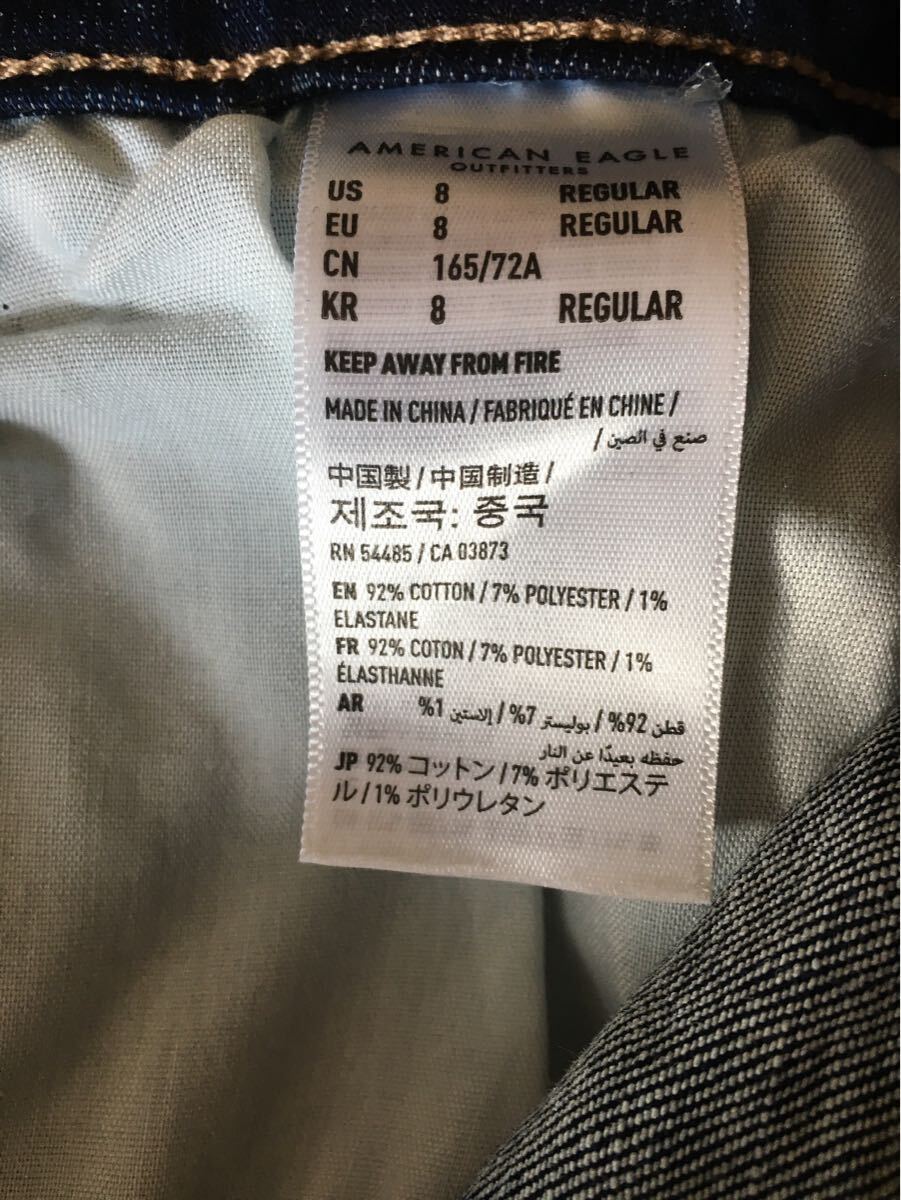 AMERICAN EAGLE
OUTFITTERS
US 8 REGULAR
EU 8 REGULAR
CN 165/72A
KR 8 REGULAR
KEEP AWAY FROM FIRE
MADE IN CHINA / FABRIQUÉ EN CHINE /
صنع في الصين /
中国製 / 中国制造 /
제조국: 중국
RN 54485 / CA 03873
EN 92% COTTON / 7% POLYESTER / 1%
ELASTANE
FR 92% COTON / 7% POLYESTER / 1%
ÉLASTHANNE
AR قطن 92% / بوليستر 7% / إلاستين 1%
حفظه بعيدًا عن النار
JP 92% コットン / 7% ポリエステ
ル / 1% ポリウレタン